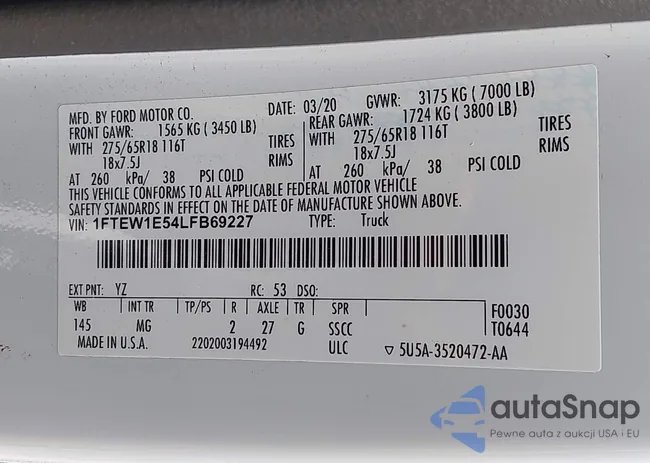 MFD. BY FORD MOTOR CO. DATE: 03/20 GVWR: 3175 KG ( 7000 LB)
FRONT GAWR: 1565 KG ( 3450 LB) REAR GAWR: 1724 KG ( 3800 LB)
WITH 275/65R18 116T TIRES 275/65R18 116T TIRES
18x7.5J RIMS WITH 18x7.5J RIMS
AT 260 kPa/ 38 PSI COLD AT 260 kPa/ 38 PSI COLD
THIS VEHICLE CONFORMS TO ALL APPLICABLE FEDERAL MOTOR VEHICLE
SAFETY STANDARDS IN EFFECT ON THE DATE OF MANUFACTURE SHOWN ABOVE.
VIN: 1FTEW1E54LFB69227 TYPE: Truck
EXT PNT: YZ RC: 53 DSO:
WB INT TR TP/PS R AXLE TR SPR F0030
145 MG 2 27 G SSCC T0644
MADE IN U.S.A. 2202003194492 ULC ▽ 5U5A-3520472-AA
autaSnap
Pewne auta z aukcji USA i EU